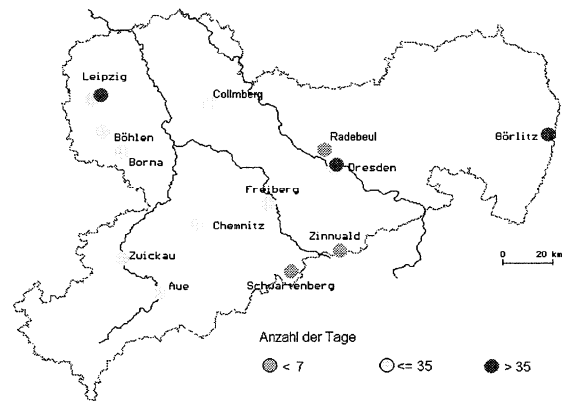 Leipzig
Collmberg
Böhlen
Borna
Radebeul
Dresden
Görlitz
Freiberg
Chemnitz
Zinnwald
Zwickau
Aue
Schwartenberg
0 20 km
Anzahl der Tage
< 7 <= 35 > 35